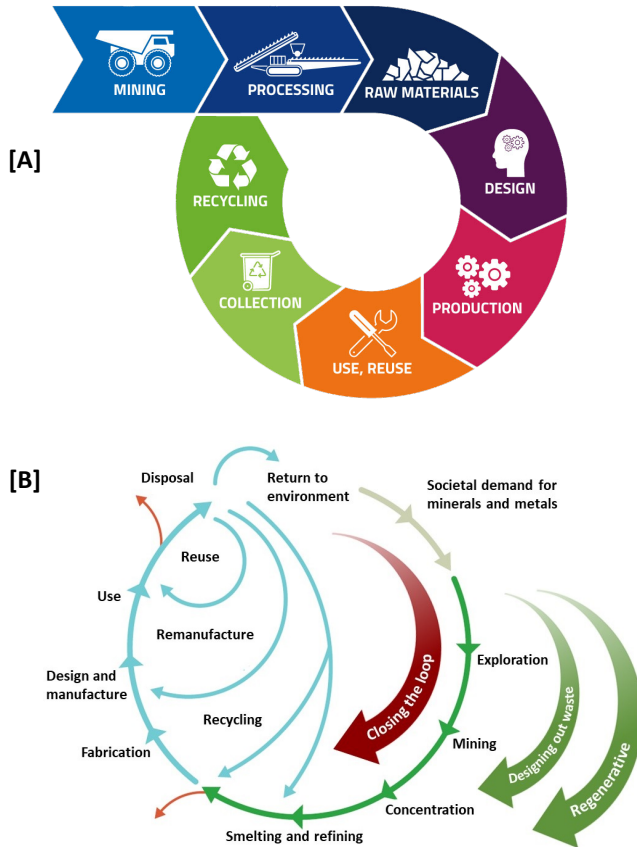 [A]
MINING
PROCESSING
RAW MATERIALS
DESIGN
PRODUCTION
USE, REUSE
COLLECTION
RECYCLING
[B]
Disposal
Return to
environment
Societal demand for
minerals and metals
Reuse
Use
Remanufacture
Exploration
Closing the loop
Design and
manufacture
Recycling
Designing out waste
Regenerative
Mining
Fabrication
Concentration
Smelting and refining